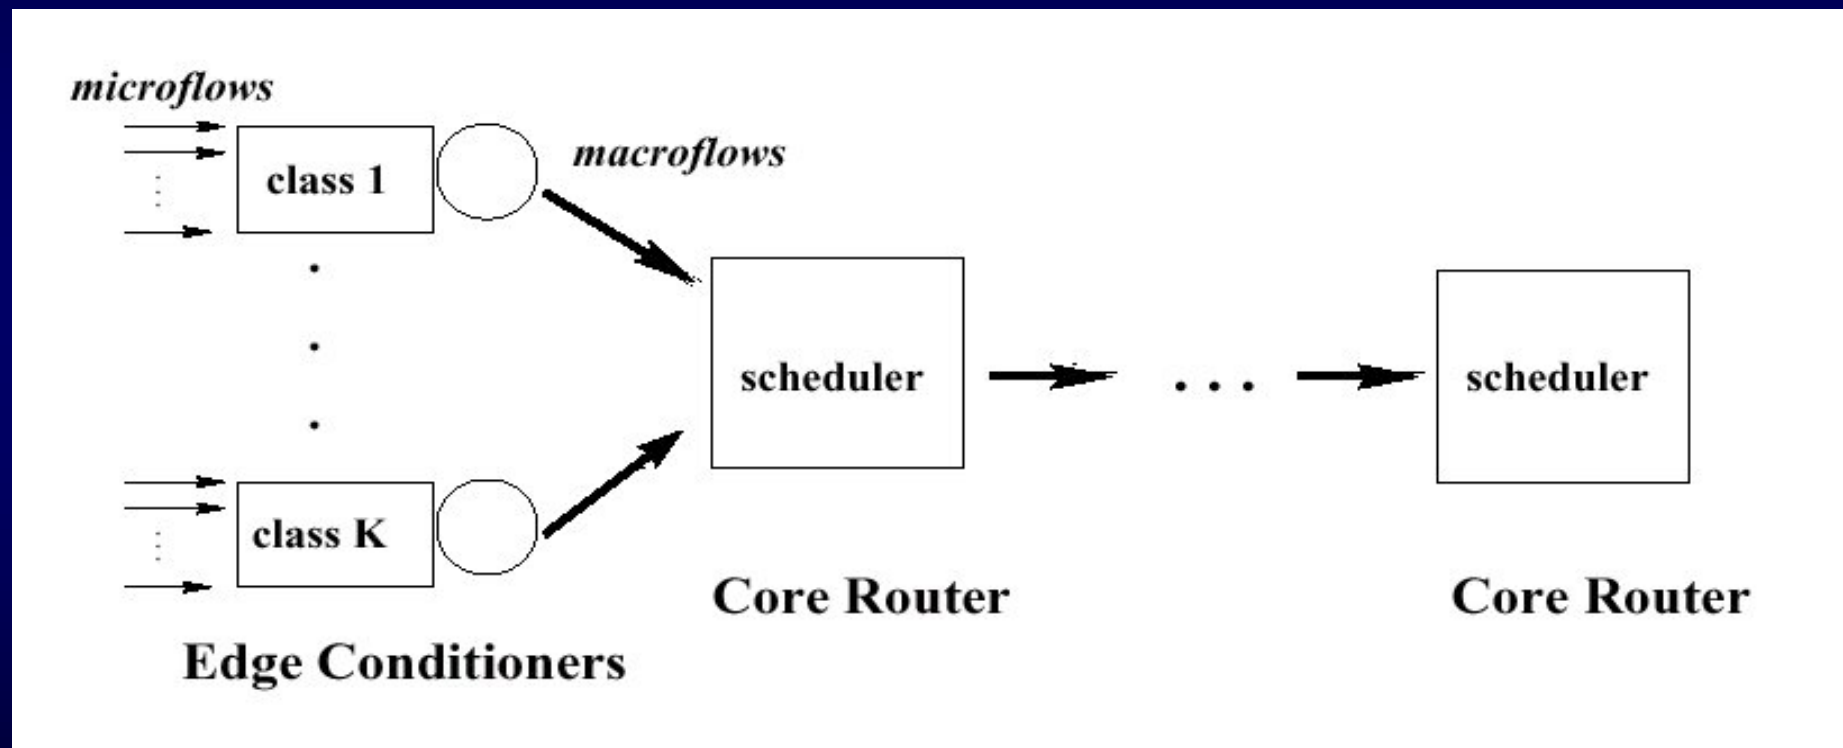 microflows
class 1
macroflows
scheduler
. . .
scheduler
class K
Core Router
Core Router
Edge Conditioners